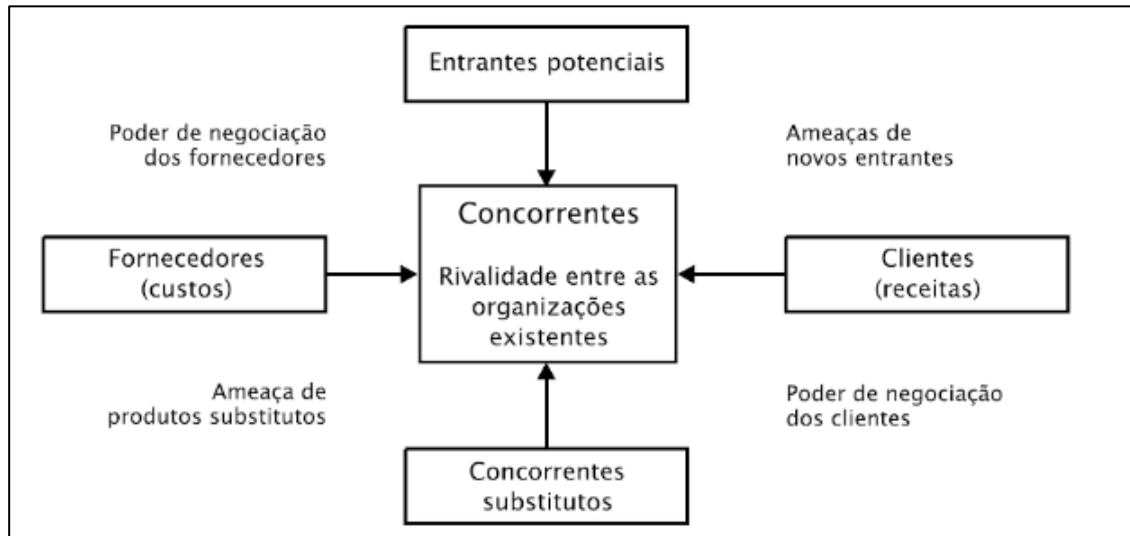 Entrantes potenciais
Poder de negociação
dos fornecedores
Ameaças de
novos entrantes
Concorrentes
Rivalidade entre as
organizações
existentes
Fornecedores
(custos)
Clientes
(receitas)
Ameaça de
produtos substitutos
Poder de negociação
dos clientes
Concorrentes
substitutos